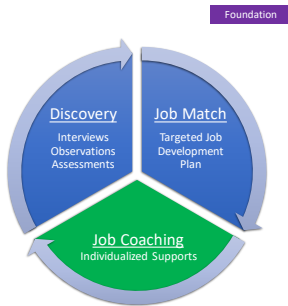 Foundation
Discovery
Interviews
Observations
Assessments
Job Match
Targeted Job
Development
Plan
Job Coaching
Individualized Supports